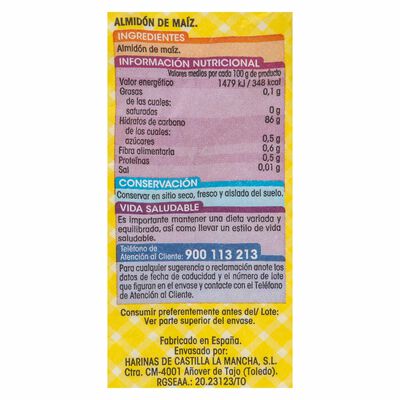 ALMIDÓN DE MAÍZ.
INGREDIENTES
Almidón de maíz.
INFORMACIÓN NUTRICIONAL
Valores medios por cada 100 g de producto
Valor energético 1479 kJ / 348 kcal
Grasas 0,1 g
de las cuales:
saturadas 0 g
Hidratos de carbono 86 g
de los cuales:
azúcares 0,5 g
Fibra alimentaria 0,6 g
Proteínas 0,5 g
Sal 0,01 g
CONSERVACIÓN
Conservar en sitio seco, fresco y aislado del suelo.
VIDA SALUDABLE
Es importante mantener una dieta variada y
equilibrada, así como llevar un estilo de vida
saludable.
Teléfono de
Atención al Cliente: 900 113 213
Para cualquier sugerencia o reclamación anote los
datos de fecha de caducidad y el número de lote
que figuran en el envase y contacte con el Teléfono
de Atención al Cliente.
Consumir preferentemente antes del/ Lote:
Ver parte superior del envase.
Fabricado en España.
Envasado por:
HARINAS DE CASTILLA LA MANCHA, S.L.
Ctra. CM-4001 Añover de Tajo (Toledo).
RGSEAA.: 20.23123/TO